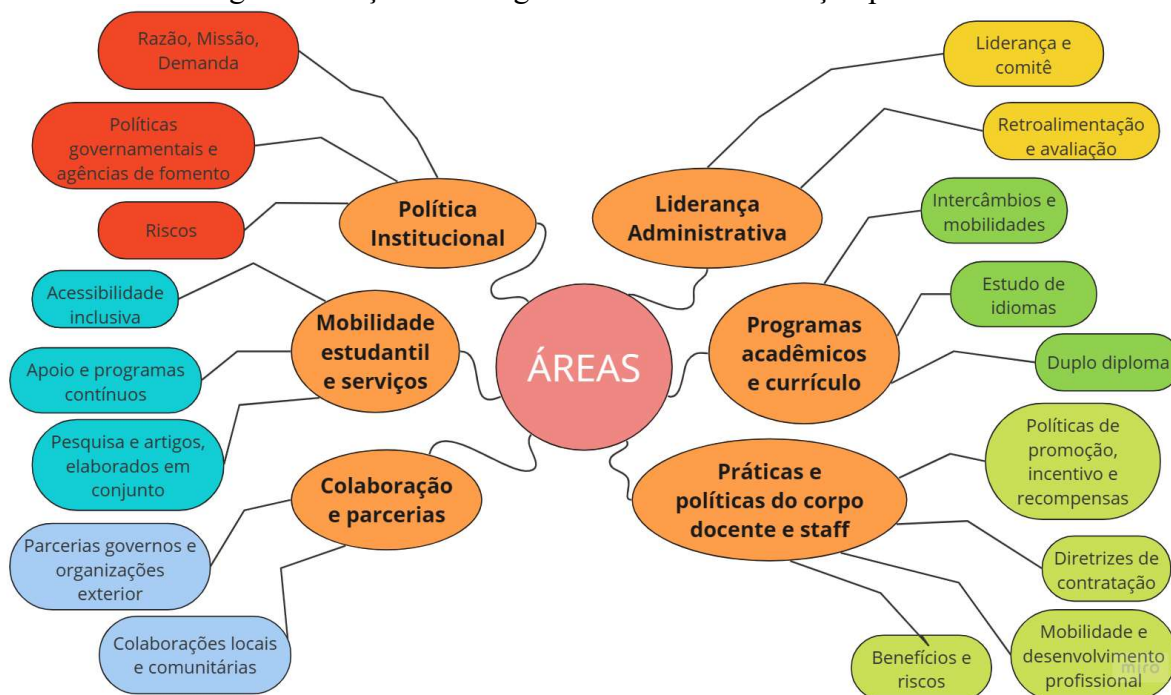 Razão, Missão,
Demanda
Políticas
governamentais e
agências de fomento
Riscos
Política
Institucional
Liderança e
comitê
Retroalimentação
e avaliação
Liderança
Administrativa
Intercâmbios e
mobilidades
Estudo de
idiomas
Duplo diploma
Programas
acadêmicos
e currículo
ÁREAS
Acessibilidade
inclusiva
Apoio e programas
contínuos
Pesquisa e artigos,
elaborados em
conjunto
Mobilidade
estudantil
e serviços
Colaboração
e parcerias
Parcerias governos e
organizações
exterior
Colaborações locais
e comunitárias
Práticas e
políticas do corpo
docente e staff
Políticas de
promoção,
incentivo e
recompensas
Diretrizes de
contratação
Mobilidade e
desenvolvimento
profissional
Benefícios e
riscos
miro